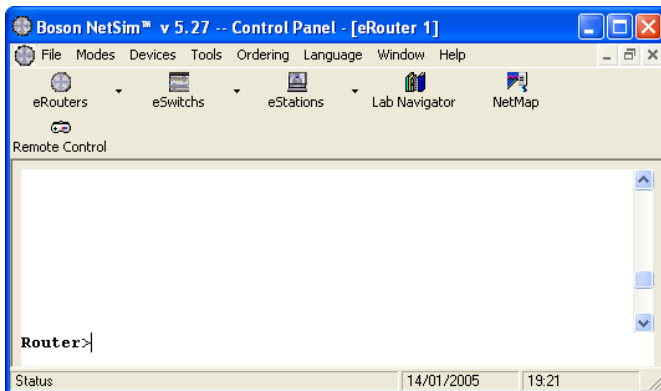 Boson NetSim™ v 5.27 -- Control Panel - [eRouter 1]
File Modes Devices Tools Ordering Language Window Help
eRouters eSwitchs eStations Lab Navigator NetMap
Remote Control
Router>
Status 14/01/2005 19:21